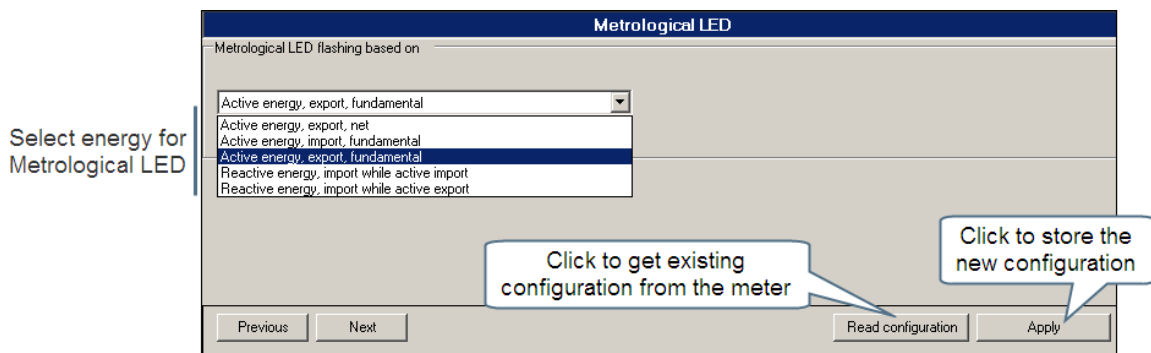 Metrological LED
Metrological LED flashing based on
Active energy, export, fundamental
Active energy, export, net
Active energy, import, fundamental
Active energy, export, fundamental
Reactive energy, import while active import
Reactive energy, import while active export
Select energy for
Metrological LED
Click to get existing
configuration from the meter
Click to store the
new configuration
Previous
Next
Read configuration
Apply